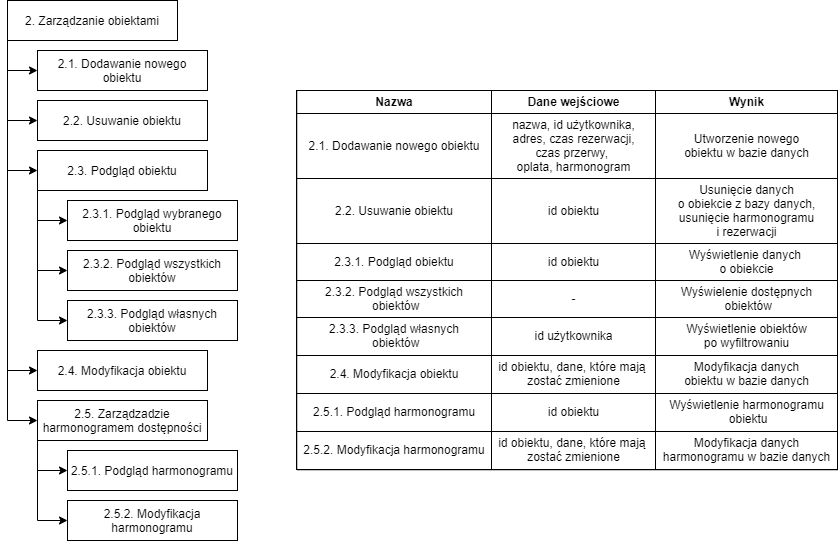 2. Zarządzanie obiektami
2.1. Dodawanie nowego
obiektu
2.2. Usuwanie obiektu
2.3. Podgląd obiektu
2.3.1. Podgląd wybranego
obiektu
2.3.2. Podgląd wszystkich
obiektów
2.3.3. Podgląd własnych
obiektów
2.4. Modyfikacja obiektu
2.5. Zarządzadzie
harmonogramem dostępności
2.5.1. Podgląd harmonogramu
2.5.2. Modyfikacja
harmonogramu
Nazwa Dane wejściowe Wynik
2.1. Dodawanie nowego obiektu
nazwa, id użytkownika,
adres, czas rezerwacji,
czas przerwy,
opłata, harmonogram
Utworzenie nowego
obiektu w bazie danych
2.2. Usuwanie obiektu
id obiektu
Usunięcie danych
o obiekcie z bazy danych,
usunięcie harmonogramu
i rezerwacji
2.3.1. Podgląd obiektu
id obiektu
Wyświetlenie danych
o obiekcie
2.3.2. Podgląd wszystkich
obiektów
-
Wyświelenie dostępnych
obiektów
2.3.3. Podgląd własnych
obiektów
id użytkownika
Wyświetlenie obiektów
po wyfiltrowaniu
2.4. Modyfikacja obiektu
id obiektu, dane, które mają
zostać zmienione
Modyfikacja danych
obiektu w bazie danych
2.5.1. Podgląd harmonogramu
id obiektu
Wyświetlenie harmonogramu
obiektu
2.5.2. Modyfikacja harmonogramu
id obiektu, dane, które mają
zostać zmienione
Modyfikacja danych
harmonogramu w bazie danych